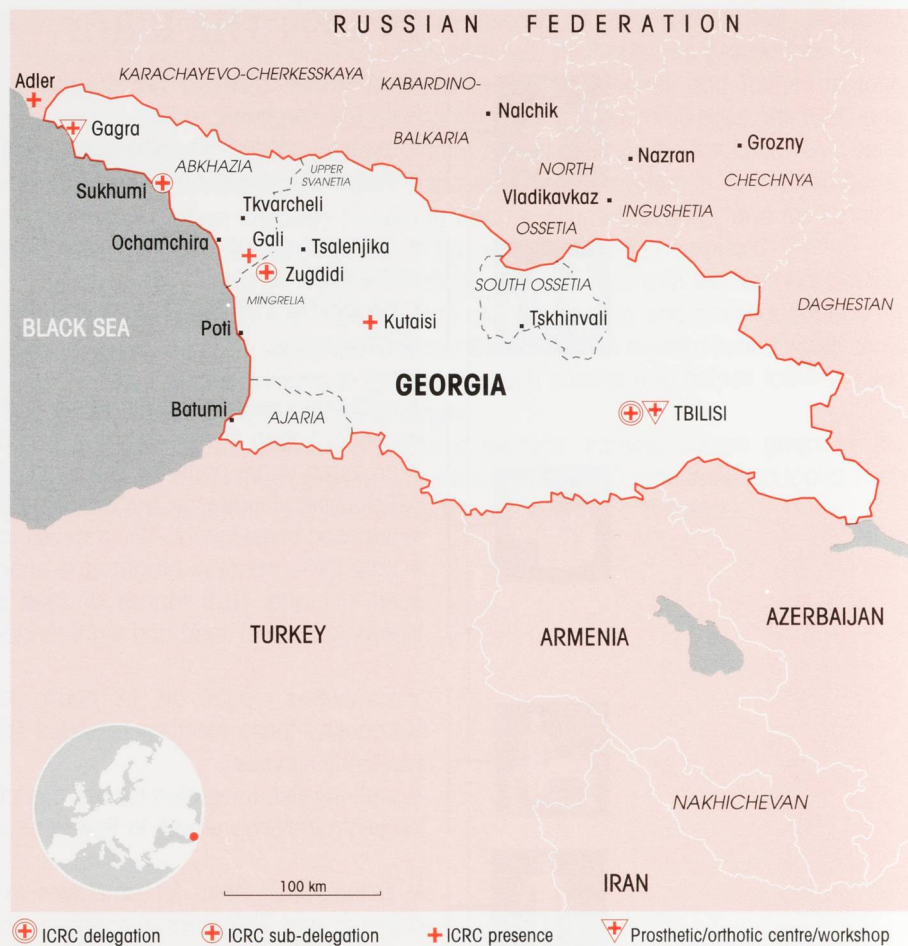 RUSSIAN FEDERATION
KARACHAYEVO-CHERKESSKAYA
Adler
KABARDINO-
BALKARIA
Nalchik
Gagra
Grozny
Nazran
NORTH
OSSETIA
CHECHNYA
ABKHAZIA
UPPER
SVANETIA
Sukhumi
Vladikavkaz
INGUSHETIA
Tkvarcheli
Ochamchira
Gali
Tsalenjika
Zugdidi
SOUTH OSSETIA
MINGRELIA
DAGHESTAN
BLACK SEA
Poti
Kutaisi
Tskhinvali
GEORGIA
Batumi
AJARIA
TBILISI
TURKEY
ARMENIA
AZERBAIJAN
NAKHICHEVAN
IRAN
100 km
ICRC delegation
ICRC sub-delegation
ICRC presence
Prosthetic/orthotic centre/workshop